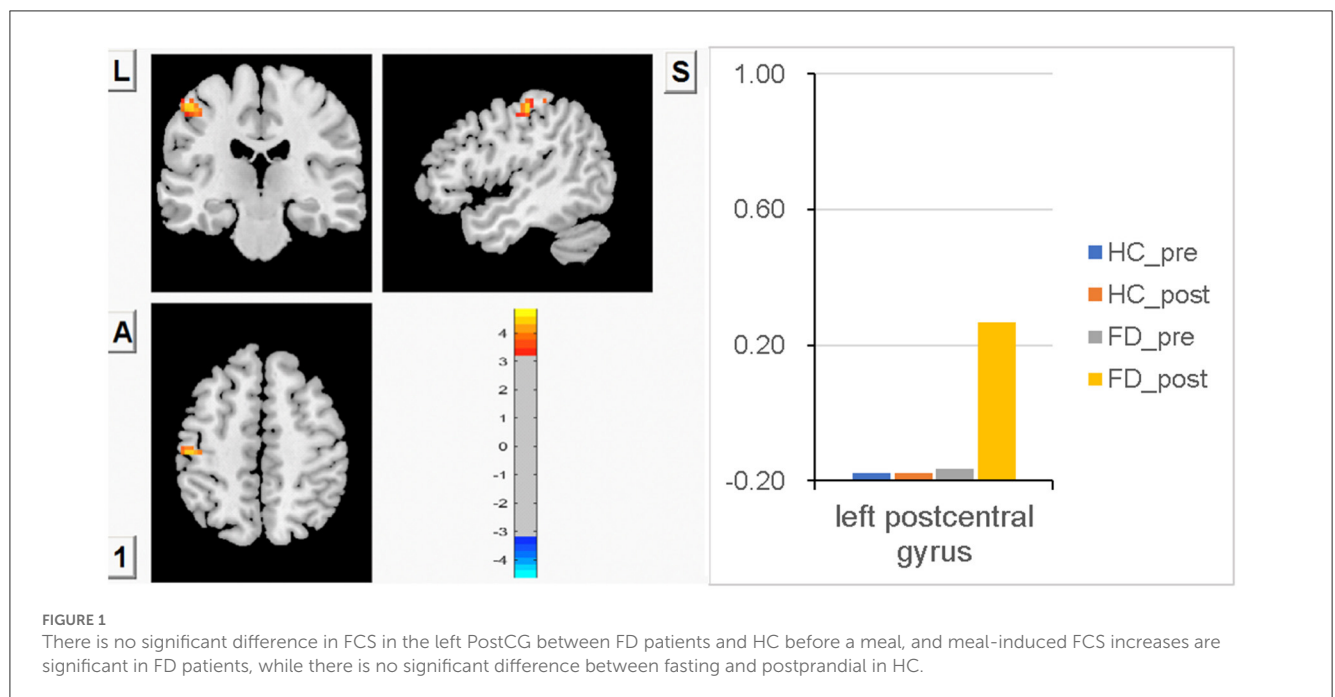 L
S
A
1
4
3
2
1
0
-1
-2
-3
-4
1.00
0.60
0.20
-0.20
left postcentral
gyrus
HC_pre
HC_post
FD_pre
FD_post
FIGURE 1
There is no significant difference in FCS in the left PostCG between FD patients and HC before a meal, and meal-induced FCS increases are
significant in FD patients, while there is no significant difference between fasting and postprandial in HC.